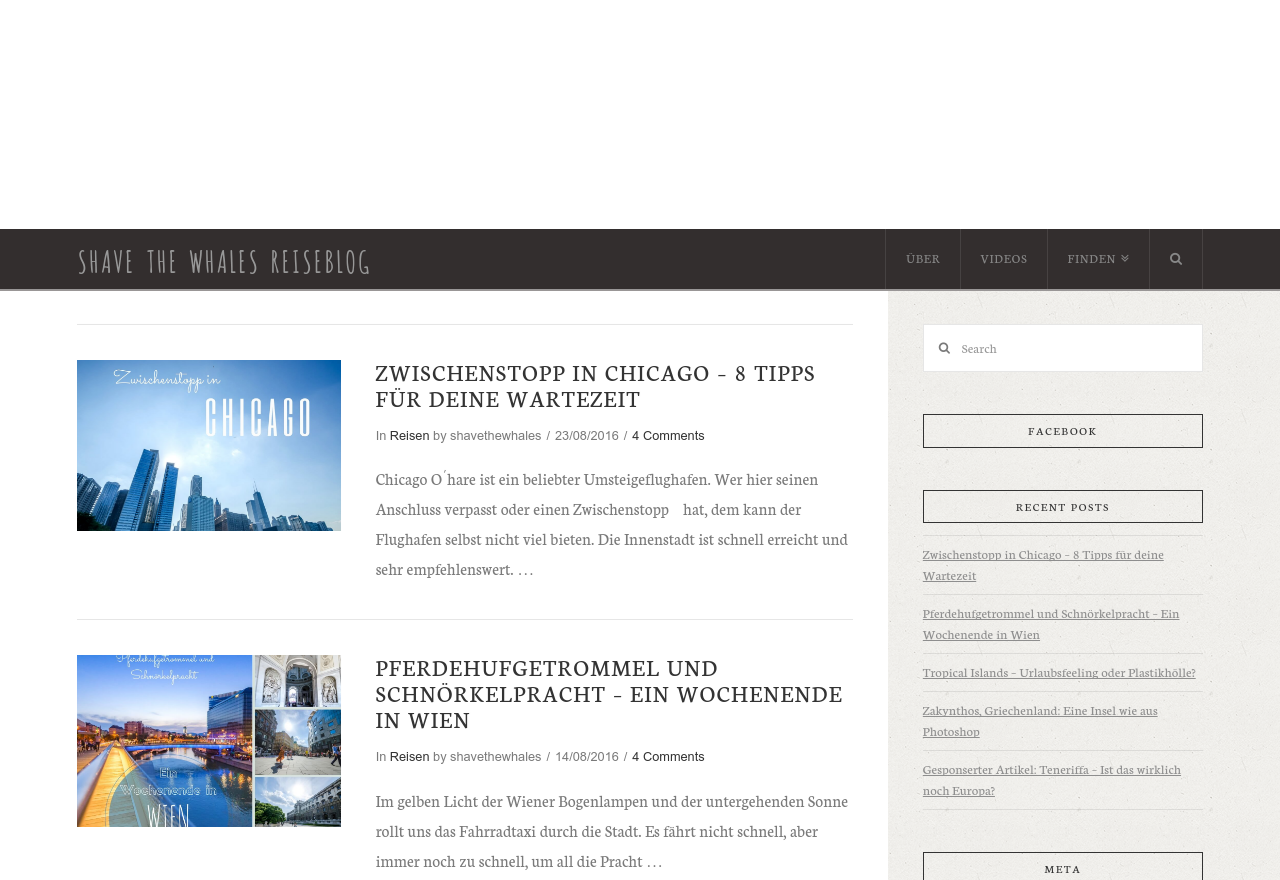 SHAVE THE WHALES REISEBLOG
ÜBER
VIDEOS
FINDEN
Zwischenstopp in
CHICAGO
ZWISCHENSTOPP IN CHICAGO – 8 TIPPS
FÜR DEINE WARTEZEIT
In Reisen by shavethewhales / 23/08/2016 / 4 Comments
Chicago O´hare ist ein beliebter Umsteigeflughafen. Wer hier seinen
Anschluss verpasst oder einen Zwischenstopp hat, dem kann der
Flughafen selbst nicht viel bieten. Die Innenstadt ist schnell erreicht und
sehr empfehlenswert. …
Pferdehufgetrommel und
Schnörkelpracht
Ein
Wochenende in
WIEN
PFERDEHUFGETROMMEL UND
SCHNÖRKELPRACHT – EIN WOCHENENDE
IN WIEN
In Reisen by shavethewhales / 14/08/2016 / 4 Comments
Im gelben Licht der Wiener Bogenlampen und der untergehenden Sonne
rollt uns das Fahrradtaxi durch die Stadt. Es fährt nicht schnell, aber
immer noch zu schnell, um all die Pracht …
Search
FACEBOOK
RECENT POSTS
Zwischenstopp in Chicago – 8 Tipps für deine
Wartezeit
Pferdehufgetrommel und Schnörkelpracht – Ein
Wochenende in Wien
Tropical Islands – Urlaubsfeeling oder Plastikhölle?
Zakynthos, Griechenland: Eine Insel wie aus
Photoshop
Gesponserter Artikel: Teneriffa – Ist das wirklich
noch Europa?
META